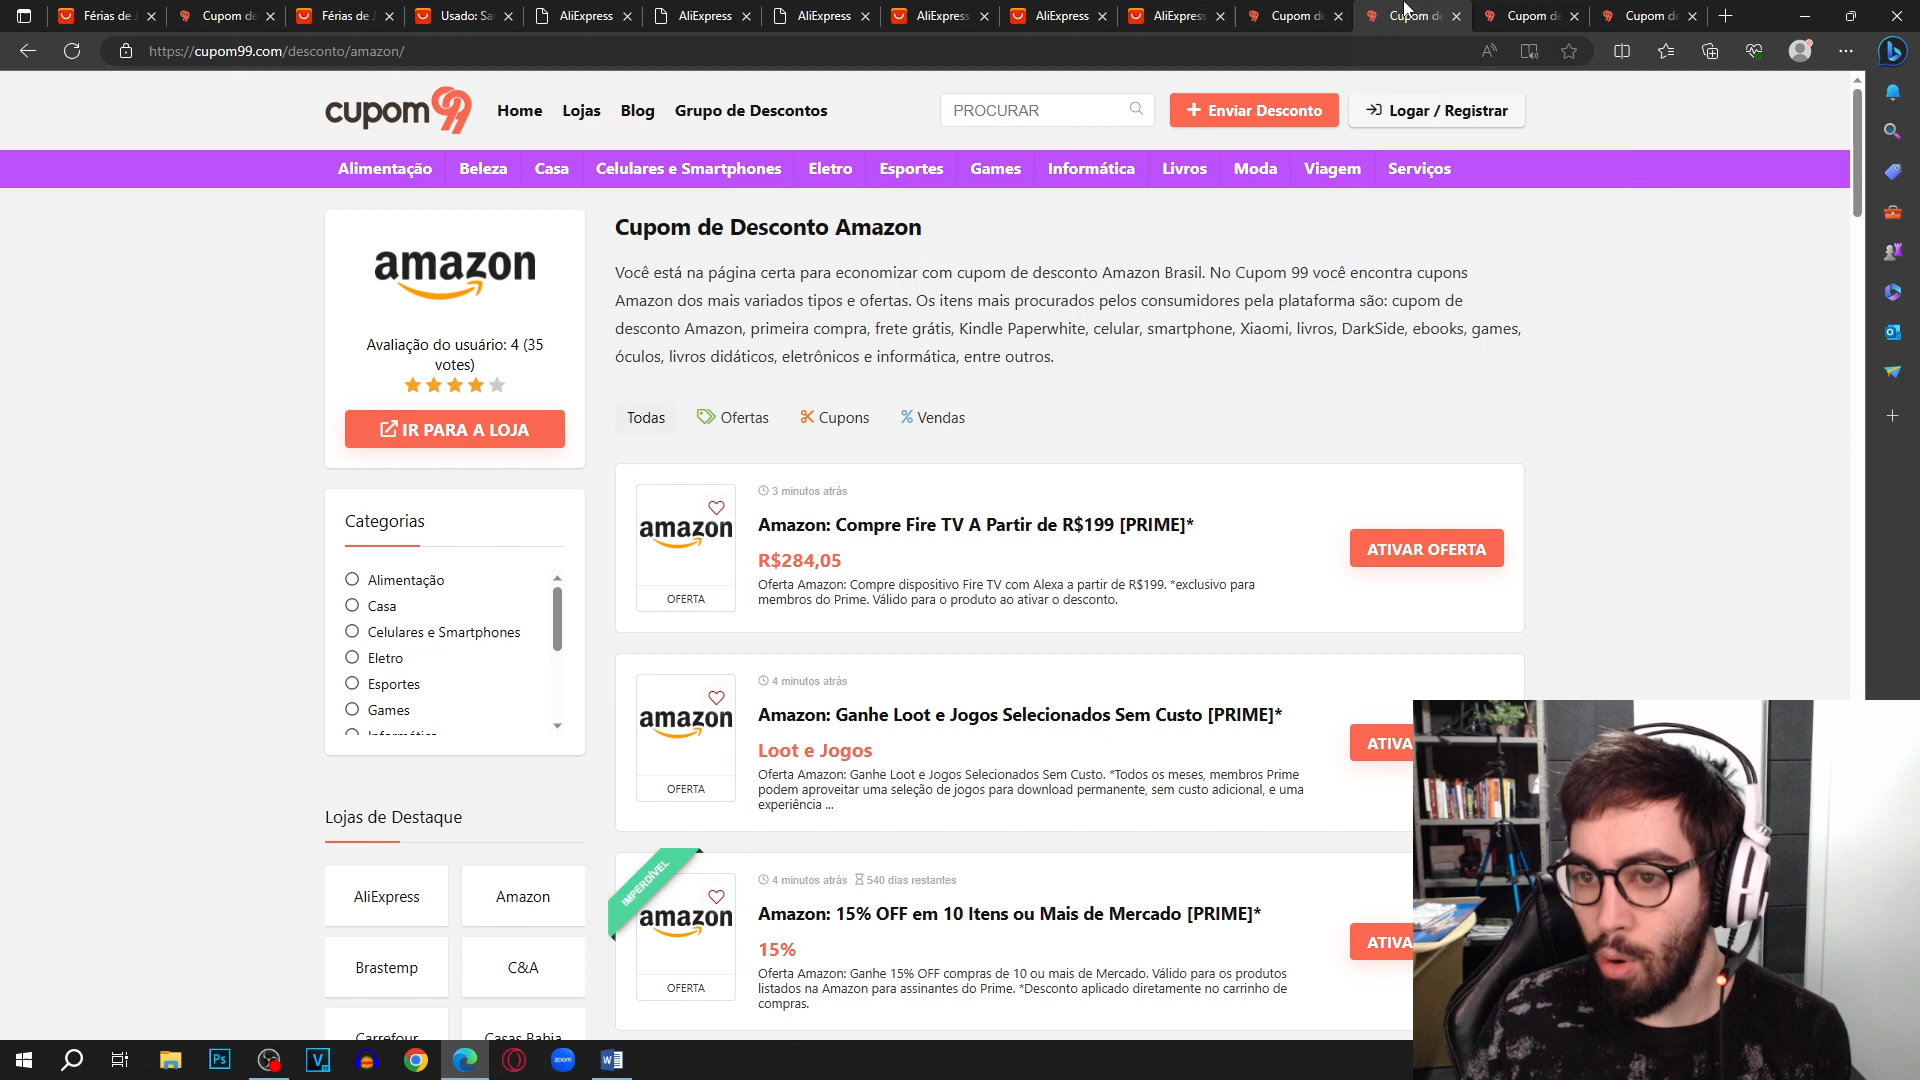 Férias de
Cupom de
Férias de
Usado: Sa
AliExpress
AliExpress
AliExpress
AliExpress
AliExpress
AliExpress
Cupom de
Cupom de
Cupom de
Cupom de
https://cupom99.com/desconto/amazon/
cupom99
Home
Lojas
Blog
Grupo de Descontos
PROCURAR
+ Enviar Desconto
Logar / Registrar
Alimentação
Beleza
Casa
Celulares e Smartphones
Eletro
Esportes
Games
Informática
Livros
Moda
Viagem
Serviços
amazon
Avaliação do usuário: 4 (35
votes)
IR PARA A LOJA
Categorias
Alimentação
Casa
Celulares e Smartphones
Eletro
Esportes
Games
Informática
Lojas de Destaque
AliExpress
Amazon
Brastemp
C&A
Carrefour
Casas Bahia
Cupom de Desconto Amazon
Você está na página certa para economizar com cupom de desconto Amazon Brasil. No Cupom 99 você encontra cupons
Amazon dos mais variados tipos e ofertas. Os itens mais procurados pelos consumidores pela plataforma são: cupom de
desconto Amazon, primeira compra, frete grátis, Kindle Paperwhite, celular, smartphone, Xiaomi, livros, DarkSide, ebooks, games,
óculos, livros didáticos, eletrônicos e informática, entre outros.
Todas
Ofertas
Cupons
% Vendas
amazon
OFERTA
3 minutos atrás
Amazon: Compre Fire TV A Partir de R$199 [PRIME]*
R$284,05
Oferta Amazon: Compre dispositivo Fire TV com Alexa a partir de R$199. *exclusivo para
membros do Prime. Válido para o produto ao ativar o desconto.
ATIVAR OFERTA
amazon
OFERTA
4 minutos atrás
Amazon: Ganhe Loot e Jogos Selecionados Sem Custo [PRIME]*
Loot e Jogos
Oferta Amazon: Ganhe Loot e Jogos Selecionados Sem Custo. *Todos os meses, membros Prime
podem aproveitar uma seleção de jogos para download permanente, sem custo adicional, e uma
experiência ...
ATIVA
IMPERDÍVEL
amazon
OFERTA
4 minutos atrás
540 dias restantes
Amazon: 15% OFF em 10 Itens ou Mais de Mercado [PRIME]*
15%
Oferta Amazon: Ganhe 15% OFF compras de 10 ou mais de Mercado. Válido para os produtos
listados na Amazon para assinantes do Prime. *Desconto aplicado diretamente no carrinho de
compras.
ATIVA
Ps
V
zoom
W